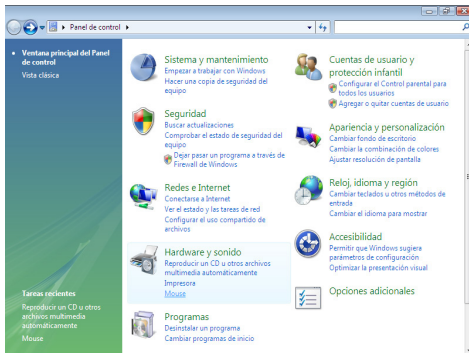 Panel de control
Ventana principal del Panel
de control
Vista clásica
Sistema y mantenimiento
Empezar a trabajar con Windows
Hacer una copia de seguridad del
equipo
Seguridad
Buscar actualizaciones
Comprobar el estado de seguridad del
equipo
Dejar pasar un programa a través de
Firewall de Windows
Redes e Internet
Conectarse a Internet
Ver el estado y las tareas de red
Configurar el uso compartido de
archivos
Hardware y sonido
Reproducir un CD u otros archivos
multimedia automáticamente
Impresora
Mouse
Programas
Desinstalar un programa
Cambiar programas de inicio
Cuentas de usuario y
protección infantil
Configurar el Control parental para
todos los usuarios
Agregar o quitar cuentas de usuario
Apariencia y personalización
Cambiar fondo de escritorio
Cambiar la combinación de colores
Ajustar resolución de pantalla
Reloj, idioma y región
Cambiar teclados u otros métodos de
entrada
Cambiar el idioma para mostrar
Accesibilidad
Permitir que Windows sugiera
parámetros de configuración
Optimizar la presentación visual
Opciones adicionales
Tareas recientes
Reproducir un CD u otros
archivos multimedia
automáticamente
Mouse